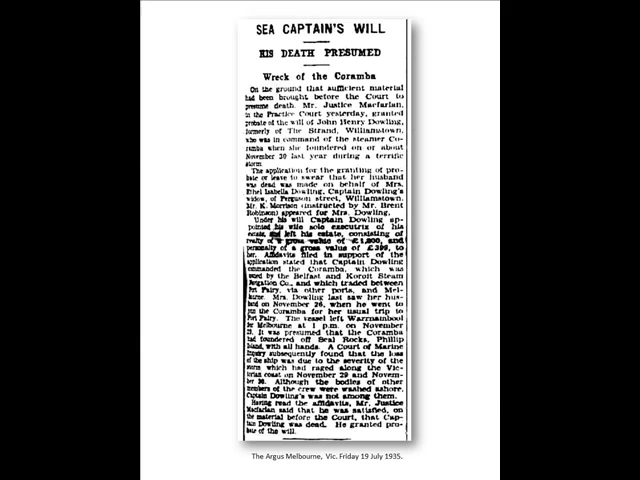 SEA CAPTAIN'S WILL
HIS DEATH PRESUMED
Wreck of the Coramba
On the ground that sufficient material
had been brought before the Court to
presume death, Mr. Justice Macfarlan,
in the Practice Court yesterday, granted
probate of the will of John Henry Dowling,
formerly of The Strand, Williamstown,
who was in command of the steamer Co-
ramba when she foundered on or about
November 30 last year during a terrific
storm.
The application for the granting of pro-
bate or leave to swear that her husband
was dead was made on behalf of Mrs.
Ethel Isabella Dowling, Captain Dowling's
widow, of Ferguson street, Williamstown.
Mr. K. Morrison (instructed by Mr. Brent
Robinson) appeared for Mrs. Dowling.
Under his will Captain Dowling ap-
pointed his wife sole executrix of his
estate, and left his estate, consisting of
realty of a gross value of £1,800, and
personalty of a gross value of £396, to
her. Affidavits filed in support of the
application stated that Captain Dowling
commanded the Coramba, which was
owned by the Belfast and Koroit Steam
Navigation Co., and which traded between
Port Fairy, via other ports, and Mel-
bourne. Mrs. Dowling last saw her hus-
band on November 26, when he went to
join the Coramba for her usual trip to
Port Fairy. The vessel left Warrnambool
for Melbourne at 1 p.m. on November
29. It was presumed that the Coramba
had foundered off Seal Rocks, Phillip
Island, with all hands. A Court of Marine
Inquiry subsequently found that the loss
of the ship was due to the severity of the
storm which had raged along the Vic-
torian coast on November 29 and Novem-
ber 30. Although the bodies of other
members of the crew were washed ashore,
Captain Dowling's was not among them.
Having read the affidavits, Mr. Justice
Macfarlan said that he was satisfied, on
the material before the Court, that Cap-
tain Dowling was dead. He granted pro-
bate of the will.
The Argus Melbourne, Vic. Friday 19 July 1935.